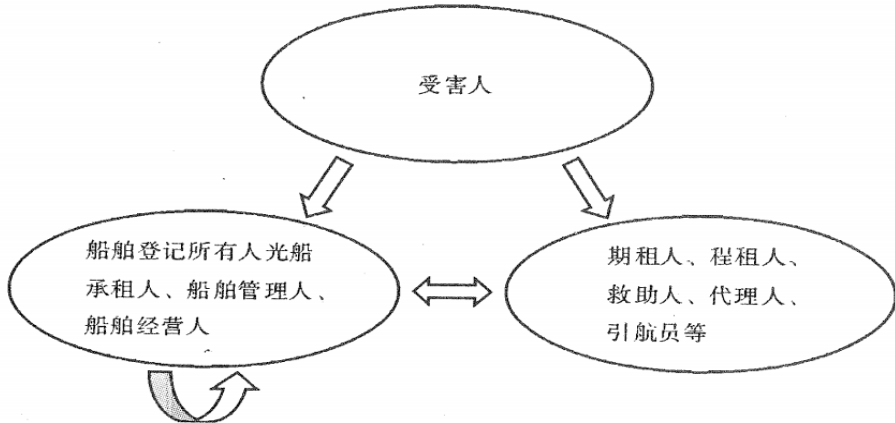 受害人
船舶登记所有人光船
承租人、船舶管理人、
船舶经营人
期租人、程租人、
救助人、代理人、
引航员等